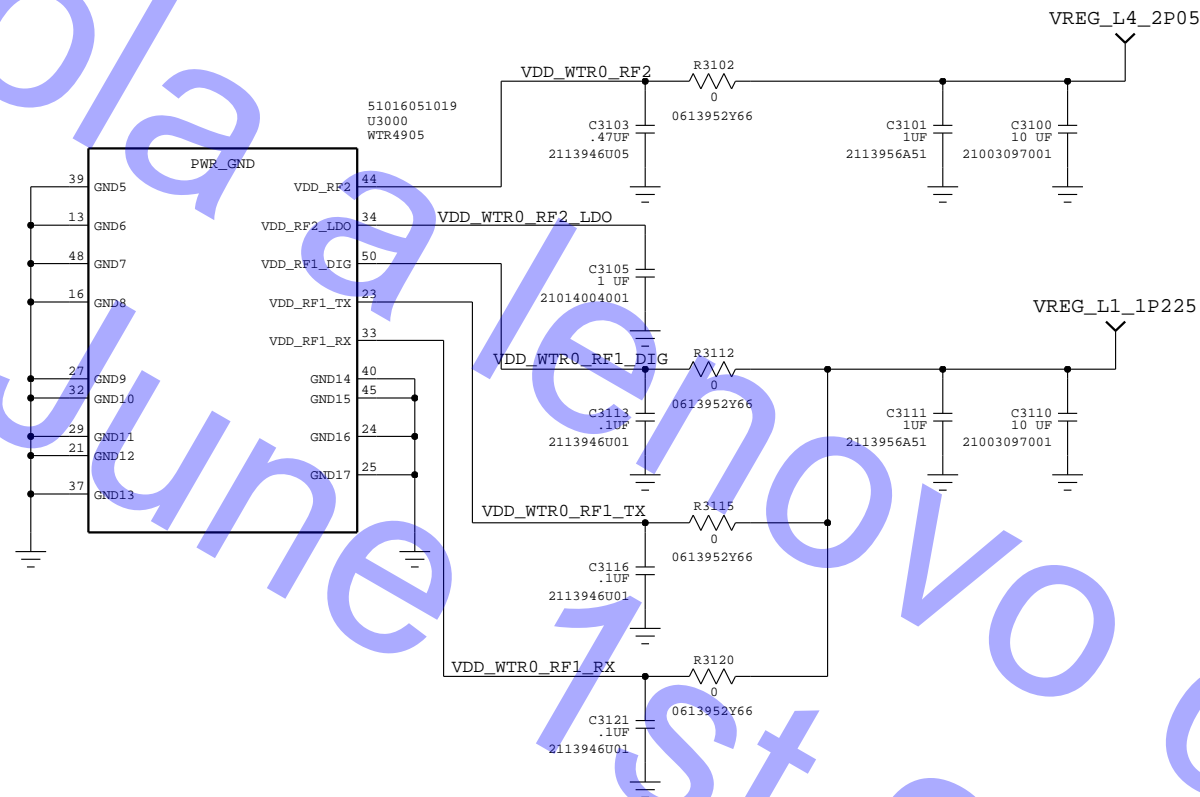 VREG_L4_2P05
VDD_WTR0_RF2
R3102
0
0613952Y66
51016051019
U3000
WTR4905
C3103
.47UF
2113946U05
C3101
1UF
2113956A51
C3100
10 UF
21003097001
PWR_GND
39 GND5
13 GND6
48 GND7
16 GND8
27 GND9
32 GND10
29 GND11
21 GND12
37 GND13
VDD_RF2 44
VDD_RF2_LDO 34
VDD_RF1_DIG 50
VDD_RF1_TX 23
VDD_RF1_RX 33
GND14 40
GND15 45
GND16 24
GND17 25
VDD_WTR0_RF2_LDO
C3105
1 UF
21014004001
VREG_L1_1P225
VDD_WTR0_RF1_DIG
R3112
0
0613952Y66
C3113
.1UF
2113946U01
C3111
1UF
2113956A51
C3110
10 UF
21003097001
VDD_WTR0_RF1_TX
R3115
0
0613952Y66
C3116
.1UF
2113946U01
VDD_WTR0_RF1_RX
R3120
0
0613952Y66
C3121
.1UF
2113946U01
ola a lenovo
June 1st